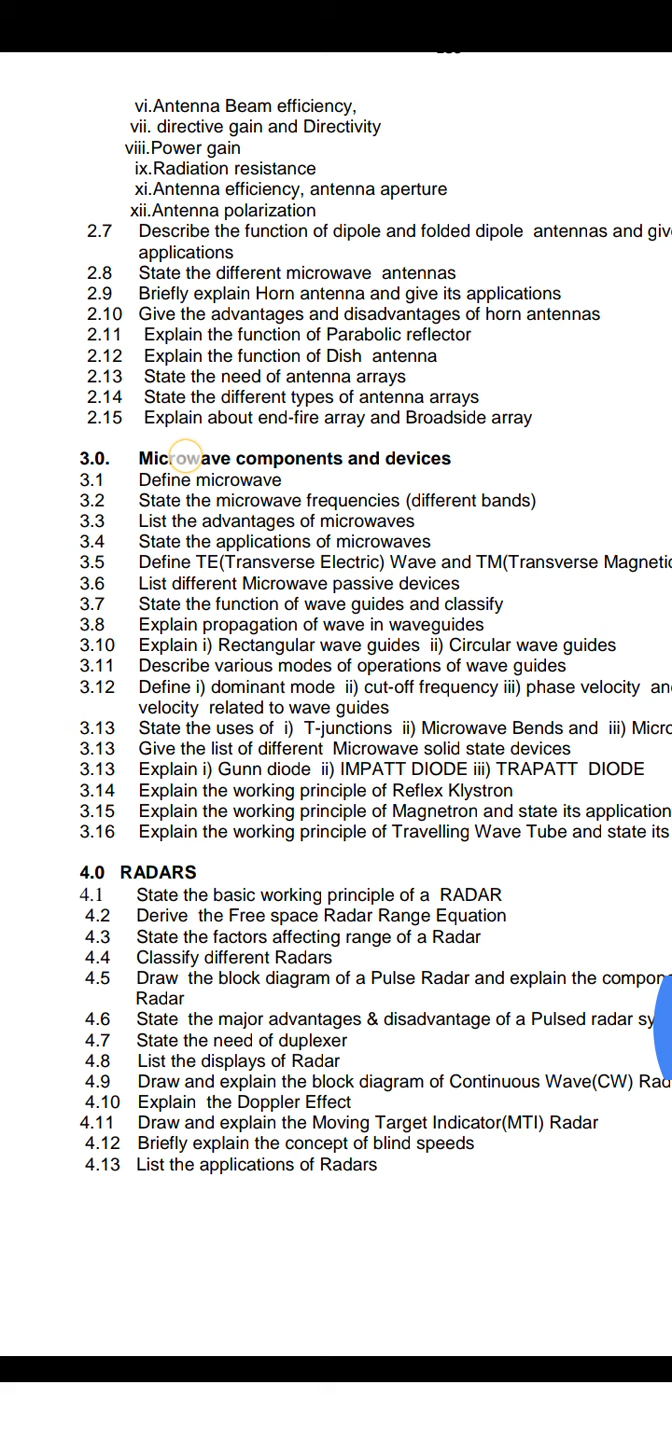 vi.Antenna Beam efficiency,
vii. directive gain and Directivity
viii.Power gain
ix.Radiation resistance
xi.Antenna efficiency, antenna aperture
xii.Antenna polarization
2.7 Describe the function of dipole and folded dipole antennas and giv
applications
2.8 State the different microwave antennas
2.9 Briefly explain Horn antenna and give its applications
2.10 Give the advantages and disadvantages of horn antennas
2.11 Explain the function of Parabolic reflector
2.12 Explain the function of Dish antenna
2.13 State the need of antenna arrays
2.14 State the different types of antenna arrays
2.15 Explain about end-fire array and Broadside array
3.0. Microwave components and devices
3.1 Define microwave
3.2 State the microwave frequencies (different bands)
3.3 List the advantages of microwaves
3.4 State the applications of microwaves
3.5 Define TE(Transverse Electric) Wave and TM(Transverse Magnetic
3.6 List different Microwave passive devices
3.7 State the function of wave guides and classify
3.8 Explain propagation of wave in waveguides
3.10 Explain i) Rectangular wave guides ii) Circular wave guides
3.11 Describe various modes of operations of wave guides
3.12 Define i) dominant mode ii) cut-off frequency iii) phase velocity an
velocity related to wave guides
3.13 State the uses of i) T-junctions ii) Microwave Bends and iii) Micro
3.13 Give the list of different Microwave solid state devices
3.13 Explain i) Gunn diode ii) IMPATT DIODE iii) TRAPATT DIODE
3.14 Explain the working principle of Reflex Klystron
3.15 Explain the working principle of Magnetron and state its application
3.16 Explain the working principle of Travelling Wave Tube and state its
4.0 RADARS
4.1 State the basic working principle of a RADAR
4.2 Derive the Free space Radar Range Equation
4.3 State the factors affecting range of a Radar
4.4 Classify different Radars
4.5 Draw the block diagram of a Pulse Radar and explain the compon
Radar
4.6 State the major advantages & disadvantage of a Pulsed radar sy
4.7 State the need of duplexer
4.8 List the displays of Radar
4.9 Draw and explain the block diagram of Continuous Wave(CW) Rad
4.10 Explain the Doppler Effect
4.11 Draw and explain the Moving Target Indicator(MTI) Radar
4.12 Briefly explain the concept of blind speeds
4.13 List the applications of Radars